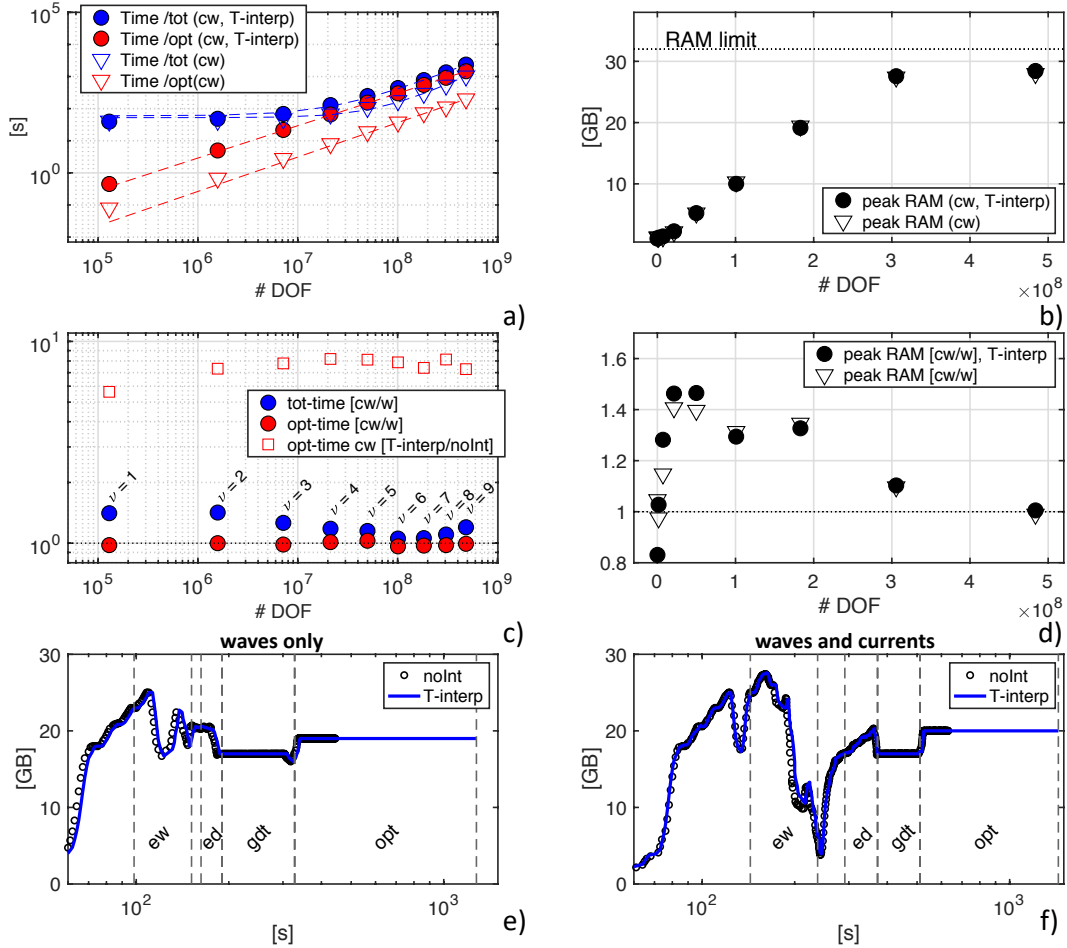 10^5
10^0
[s]
Time /tot (cw, T-interp)
Time /opt (cw, T-interp)
Time /tot (cw)
Time /opt(cw)
10^5 10^6 10^7 10^8 10^9
# DOF
a)
30
20
10
[GB]
RAM limit
peak RAM (cw, T-interp)
peak RAM (cw)
0 1 2 3 4 5
# DOF
×10^8
b)
10^1
10^0
tot-time [cw/w]
opt-time [cw/w]
opt-time cw [T-interp/noInt]
ν = 1
ν = 2
ν = 3
ν = 4
ν = 5
ν = 6
ν = 7
ν = 8
ν = 9
10^5 10^6 10^7 10^8 10^9
# DOF
c)
1.6
1.4
1.2
1
0.8
peak RAM [cw/w], T-interp
peak RAM [cw/w]
0 1 2 3 4 5
# DOF
×10^8
d)
waves only
30
20
10
0
[GB]
noInt
T-interp
ew
ed
gdt
opt
10^2 10^3
[s]
e)
waves and currents
30
20
10
0
[GB]
noInt
T-interp
ew
ed
gdt
opt
10^2 10^3
[s]
f)